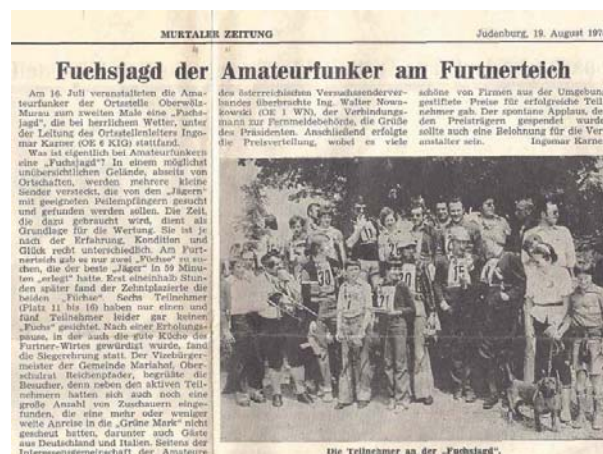 MURTALER ZEITUNG
Judenburg, 19. August 197
Fuchsjagd der Amateurfunker am Furtnerteich
Am 16. Juli veranstalteten die Ama-
teurfunker der Ortsstelle Oberwölz-
Murau zum zweiten Male eine „Fuchs-
jagd", die bei herrlichem Wetter, unter
der Leitung des Ortsstellenleiters Ingo-
mar Karner (OE 6 KIG) stattfand.
Was ist eigentlich bei Amateurfunkern
eine „Fuchsjagd"? In einem möglichst
unübersichtlichen Gelände, abseits von
Ortschaften, werden mehrere kleine
Sender versteckt, die von den „Jägern"
mit geeigneten Peilempfängern gesucht
und gefunden werden sollen. Die Zeit,
die dazu gebraucht wird, dient als
Grundlage für die Wertung. Sie ist je
nach der Erfahrung, Kondition und
Glück recht unterschiedlich. Am Furt-
nerteich gab es nur zwei „Füchse" zu su-
chen, die der beste „Jäger" in 59 Minu-
ten „erlegt" hatte. Erst eineinhalb Stun-
den später fand der Zehntplazierte die
beiden „Füchse". Sechs Teilnehmer
(Platz 11 bis 16) haben nur einen und
fünf Teilnehmer leider gar keinen
„Fuchs" gesichtet. Nach einer Erholungs-
pause, in der auch die gute Küche des
Furtner-Wirtes gewürdigt wurde, fand
die Siegerehrung statt. Der Vizebürger-
meister der Gemeinde Mariahof, Ober-
schulrat Reichenpfader, begrüßte die
Besucher, denn neben den aktiven Teil-
nehmern hatten sich auch noch eine
große Anzahl von Zuschauern einge-
funden, die eine mehr oder weniger
weite Anreise in die „Grüne Mark" nicht
gescheut hatten, darunter auch Gäste
aus Deutschland und Italien. Seitens der
Interessengemeinschaft der Amateure
des österreichischen Versuchssenderver-
bandes überbrachte Ing. Walter Nowa-
kowski (OE 1 WN), der Verbindungs-
mann zur Fernmeldebehörde, die Grüße
des Präsidenten. Anschließend erfolgte
die Preisverteilung, wobei es viele
schöne von Firmen aus der Umgebun
gestiftete Preise für erfolgreiche Teil
nehmer gab. Der spontane Applaus, de
den Preisträgern gespendet wurd
sollte auch eine Belohnung für die Ver
anstalter sein. Ingomar Karne
30
15
Die Teilnehmer an der „Fuchsjagd".